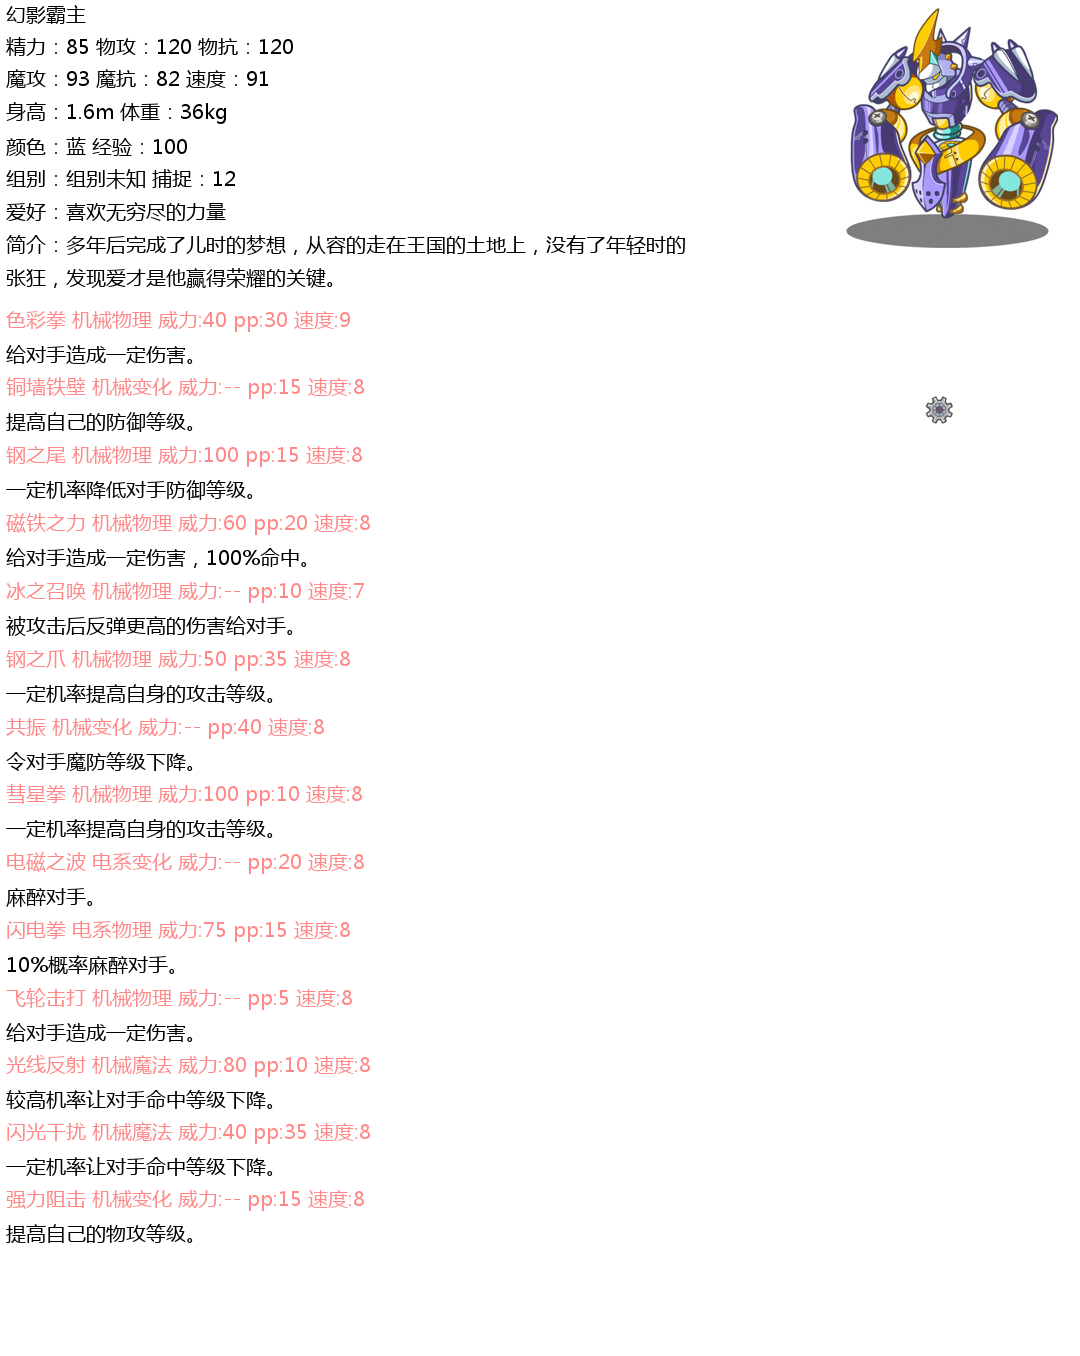 幻影霸主
精力：85 物攻：120 物抗：120
魔攻：93 魔抗：82 速度：91
身高：1.6m 体重：36kg
颜色：蓝 经验：100
组别：组别未知 捕捉：12
爱好：喜欢无穷尽的力量
简介：多年后完成了儿时的梦想，从容的走在王国的土地上，没有了年轻时的
张狂，发现爱才是他赢得荣耀的关键。
色彩拳 机械物理 威力:40 pp:30 速度:9
给对手造成一定伤害。
铜墙铁壁 机械变化 威力:-- pp:15 速度:8
提高自己的防御等级。
钢之尾 机械物理 威力:100 pp:15 速度:8
一定机率降低对手防御等级。
磁铁之力 机械物理 威力:60 pp:20 速度:8
给对手造成一定伤害，100%命中。
冰之召唤 机械物理 威力:-- pp:10 速度:7
被攻击后反弹更高的伤害给对手。
钢之爪 机械物理 威力:50 pp:35 速度:8
一定机率提高自身的攻击等级。
共振 机械变化 威力:-- pp:40 速度:8
令对手魔防等级下降。
彗星拳 机械物理 威力:100 pp:10 速度:8
一定机率提高自身的攻击等级。
电磁之波 电系变化 威力:-- pp:20 速度:8
麻醉对手。
闪电拳 电系物理 威力:75 pp:15 速度:8
10%概率麻醉对手。
飞轮击打 机械物理 威力:-- pp:5 速度:8
给对手造成一定伤害。
光线反射 机械魔法 威力:80 pp:10 速度:8
较高机率让对手命中等级下降。
闪光干扰 机械魔法 威力:40 pp:35 速度:8
一定机率让对手命中等级下降。
强力阻击 机械变化 威力:-- pp:15 速度:8
提高自己的物攻等级。